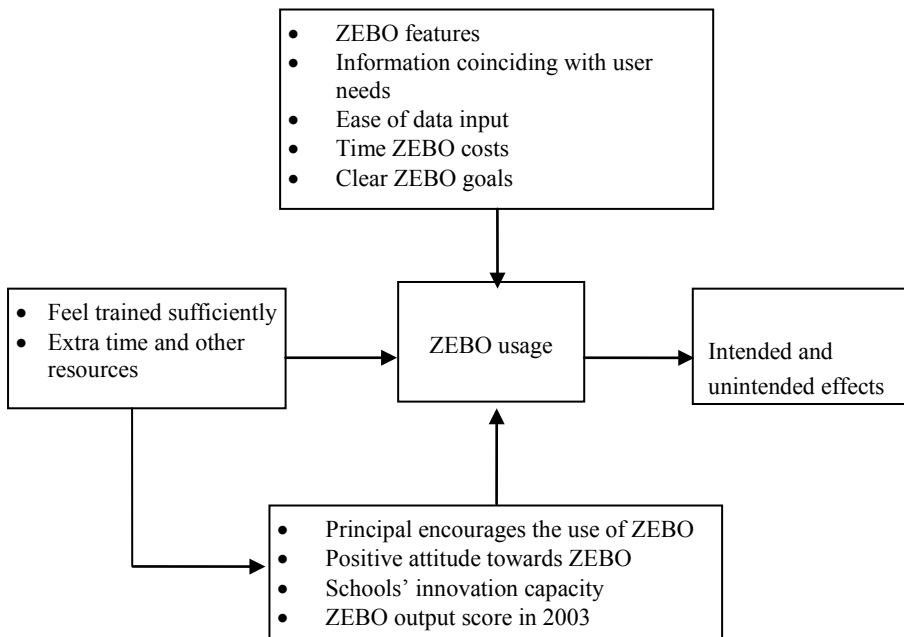 • ZEBO features
• Information coinciding with user
needs
• Ease of data input
• Time ZEBO costs
• Clear ZEBO goals
• Feel trained sufficiently
• Extra time and other
resources
ZEBO usage
Intended and
unintended effects
• Principal encourages the use of ZEBO
• Positive attitude towards ZEBO
• Schools’ innovation capacity
• ZEBO output score in 2003